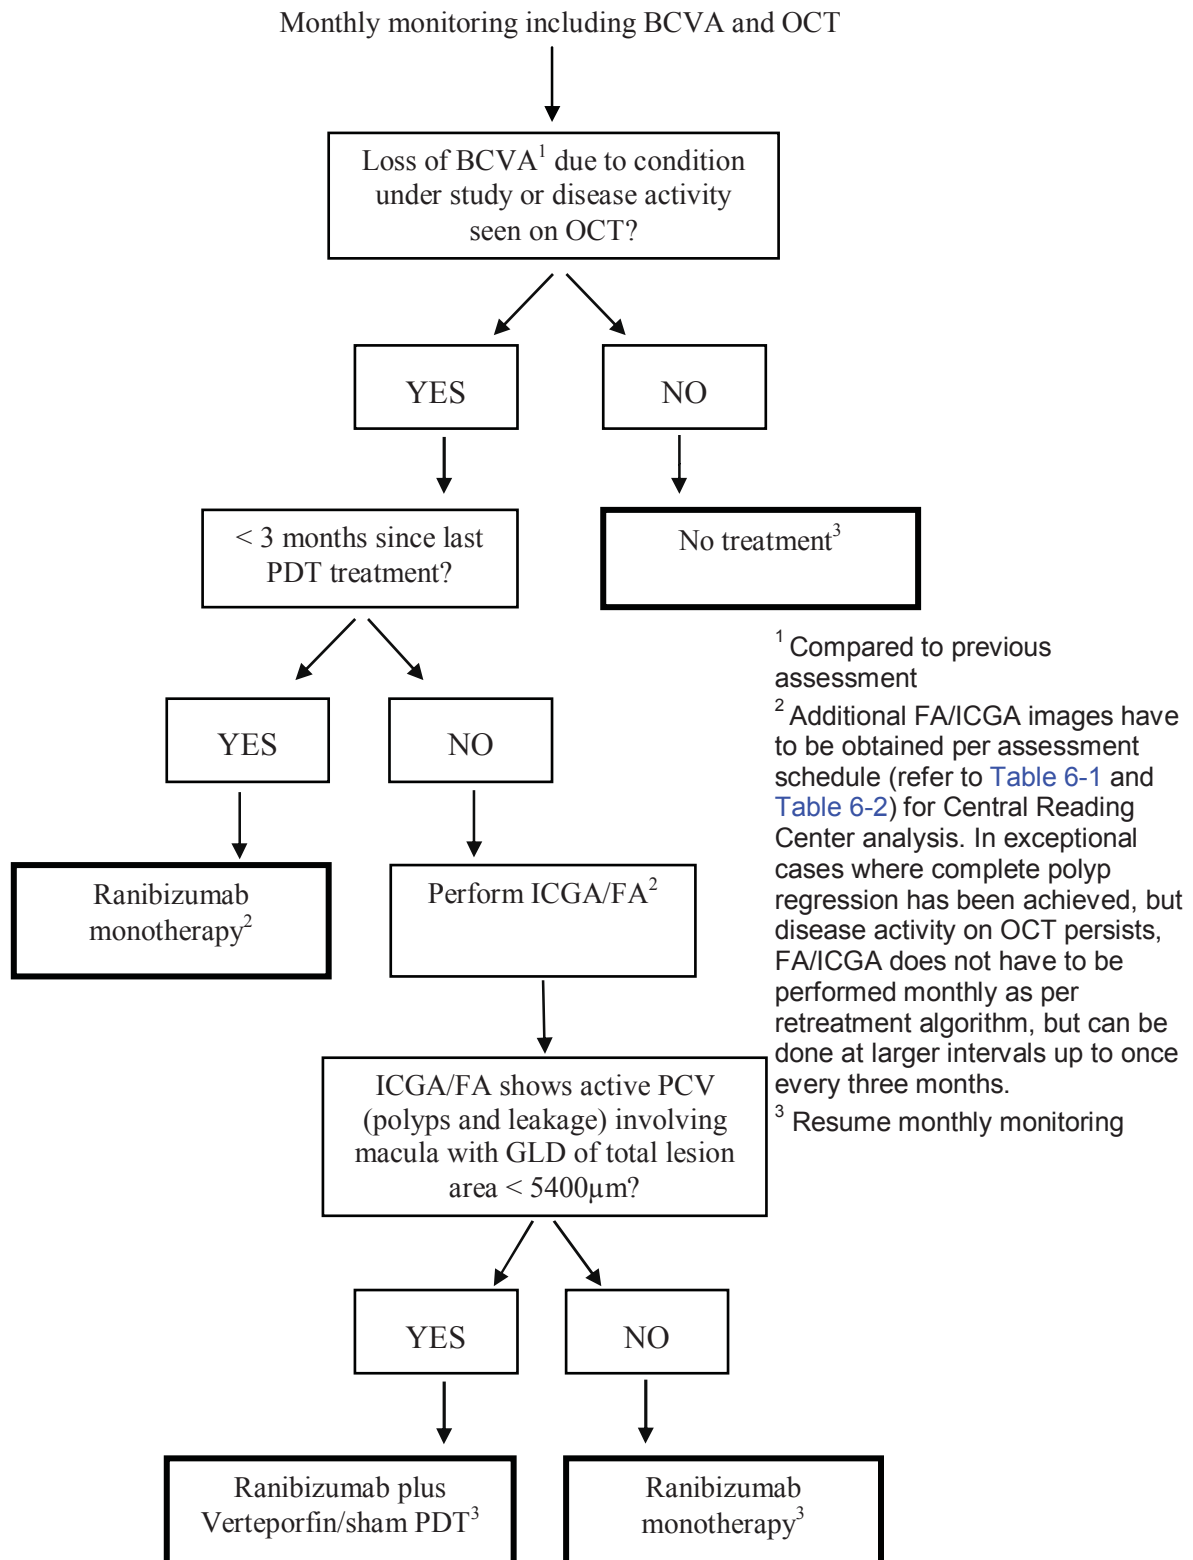 Monthly monitoring including BCVA and OCT
Loss of BCVA¹ due to condition
under study or disease activity
seen on OCT?
YES
NO
< 3 months since last
PDT treatment?
No treatment³
YES
NO
Ranibizumab
monotherapy²
Perform ICGA/FA²
ICGA/FA shows active PCV
(polyps and leakage) involving
macula with GLD of total lesion
area < 5400µm?
YES
NO
Ranibizumab plus
Verteporfin/sham PDT³
Ranibizumab
monotherapy³
¹ Compared to previous
assessment
² Additional FA/ICGA images have
to be obtained per assessment
schedule (refer to Table 6-1 and
Table 6-2) for Central Reading
Center analysis. In exceptional
cases where complete polyp
regression has been achieved, but
disease activity on OCT persists,
FA/ICGA does not have to be
performed monthly as per
retreatment algorithm, but can be
done at larger intervals up to once
every three months.
³ Resume monthly monitoring